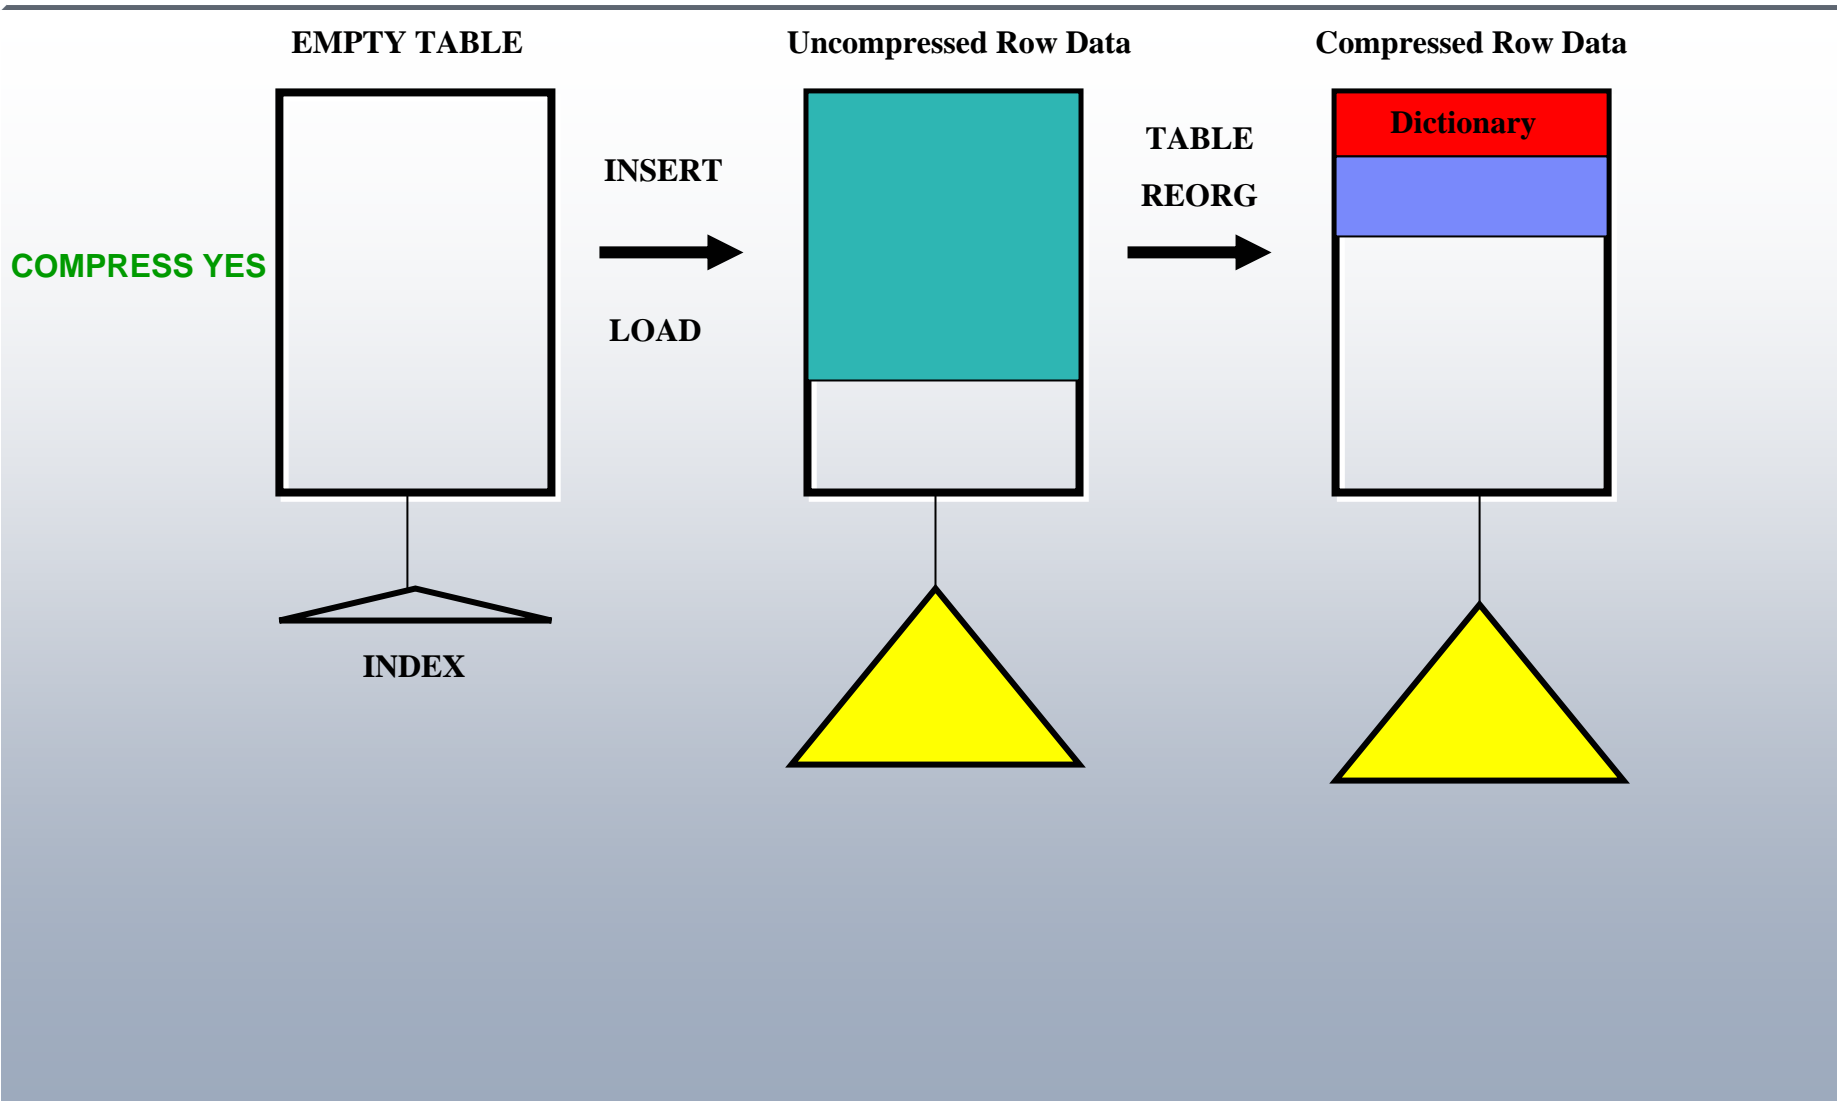 EMPTY TABLE
Uncompressed Row Data
Compressed Row Data
COMPRESS YES
INSERT
LOAD
TABLE
REORG
Dictionary
INDEX